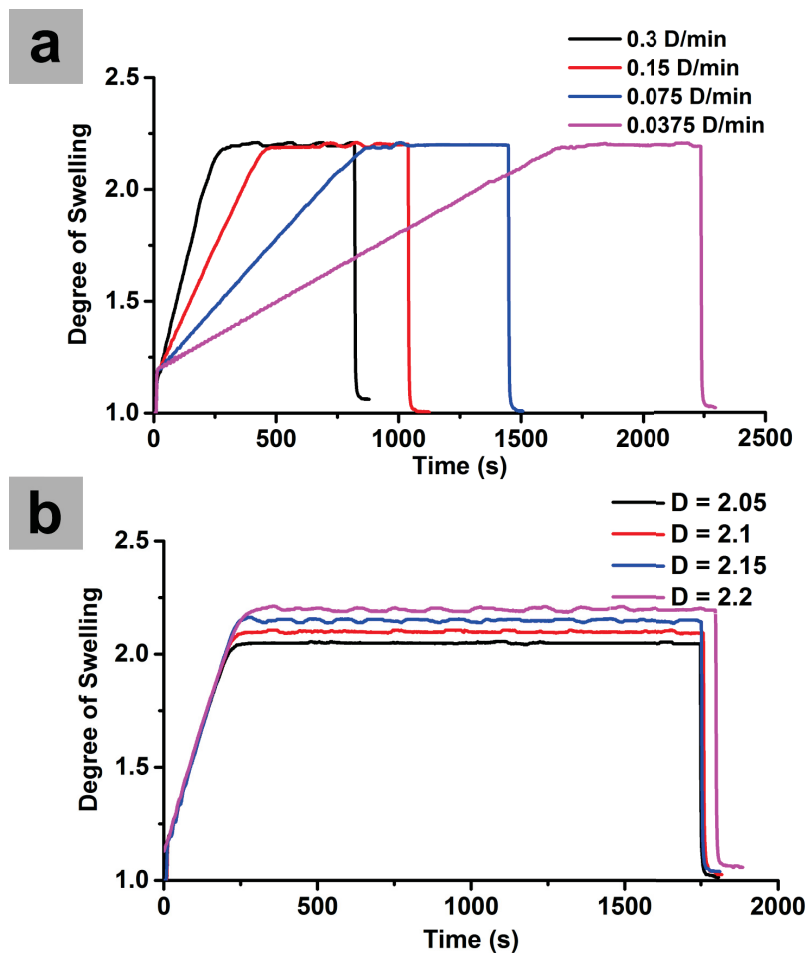 a
0.3 D/min
0.15 D/min
0.075 D/min
0.0375 D/min
2.5
2.0
1.5
1.0
Degree of Swelling
0 500 1000 1500 2000 2500
Time (s)
b
D = 2.05
D = 2.1
D = 2.15
D = 2.2
2.5
2.0
1.5
1.0
Degree of Swelling
0 500 1000 1500 2000
Time (s)